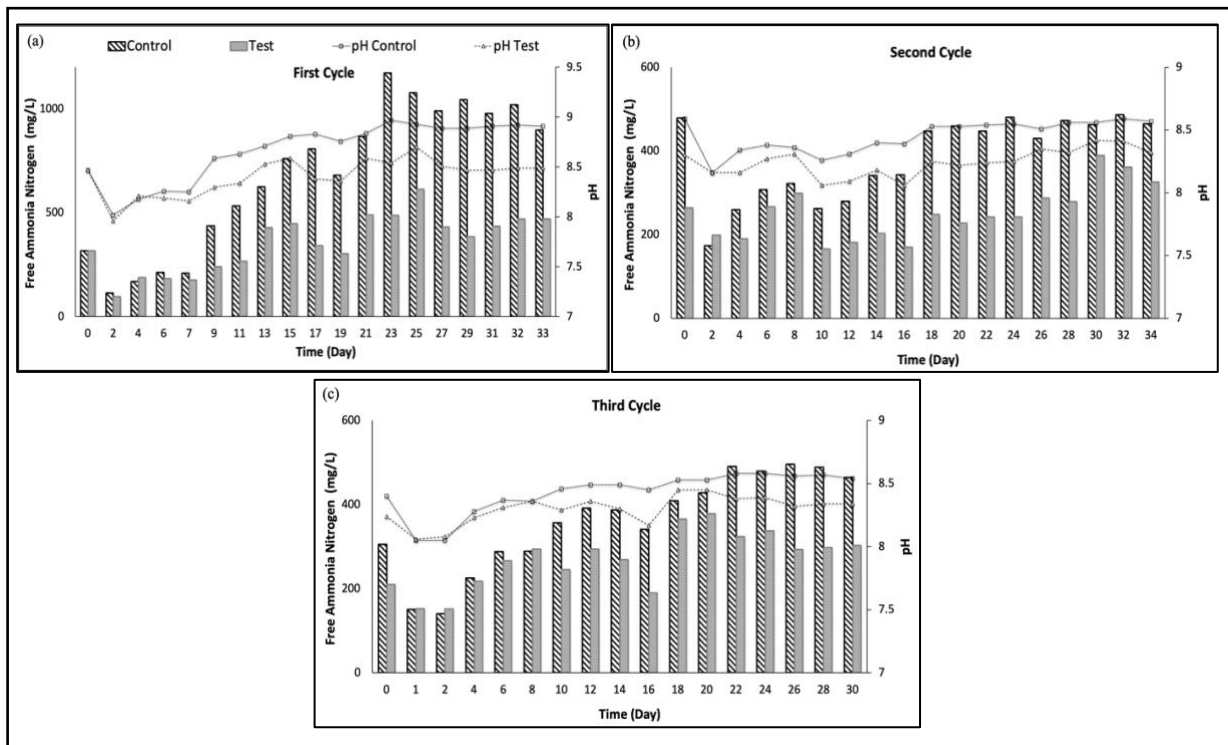 (a)
Control Test pH Control pH Test
First Cycle
Free Ammonia Nitrogen (mg/L)
1000
500
0
9.5
9
8.5
8
7.5
7
pH
0 2 4 6 7 9 11 13 15 17 19 21 23 25 27 29 31 32 33
Time (Day)
(b)
Second Cycle
Free Ammonia Nitrogen (mg/L)
600
400
200
0
9
8.5
8
7.5
7
pH
0 2 4 6 8 10 12 14 16 18 20 22 24 26 28 30 32 34
Time (Day)
(c)
Third Cycle
Free Ammonia Nitrogen (mg/L)
600
400
200
0
9
8.5
8
7.5
7
pH
0 1 2 4 6 8 10 12 14 16 18 20 22 24 26 28 30
Time (Day)